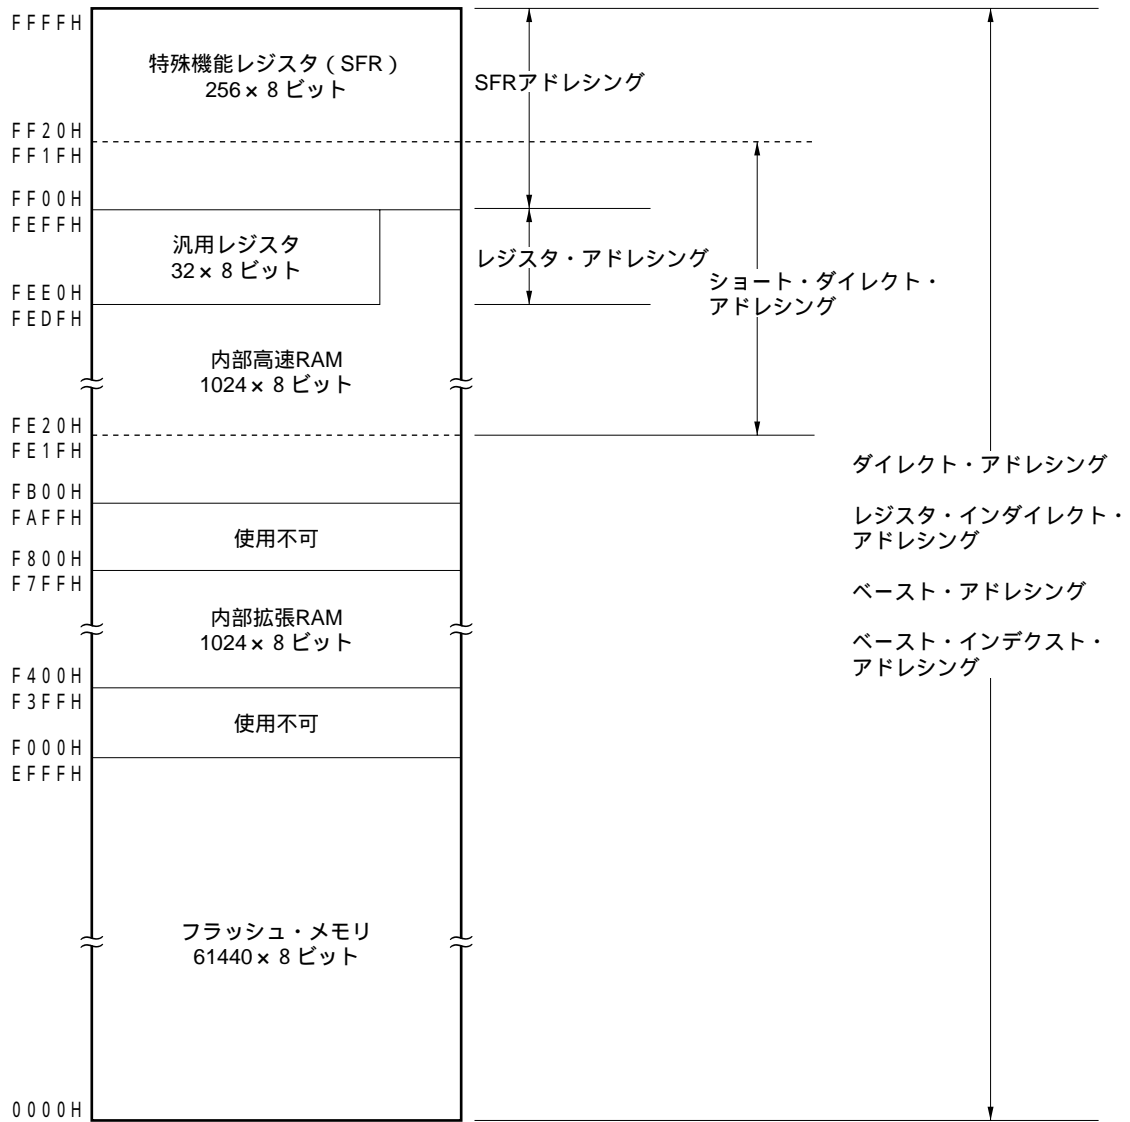 FFFFH
特殊機能レジスタ（SFR）
256× 8 ビット
SFRアドレシング
FF20H
FF1FH
FF00H
FEFFH
汎用レジスタ
32× 8 ビット
レジスタ・アドレシング
ショート・ダイレクト・
アドレシング
FEE0H
FEDFH
内部高速RAM
1024× 8 ビット
FE20H
FE1FH
FB00H
FAFFH
使用不可
F800H
F7FFH
内部拡張RAM
1024× 8 ビット
F400H
F3FFH
使用不可
F000H
EFFFH
フラッシュ・メモリ
61440× 8 ビット
0000H
ダイレクト・アドレシング
レジスタ・インダイレクト・
アドレシング
ベースト・アドレシング
ベースト・インデクスト・
アドレシング